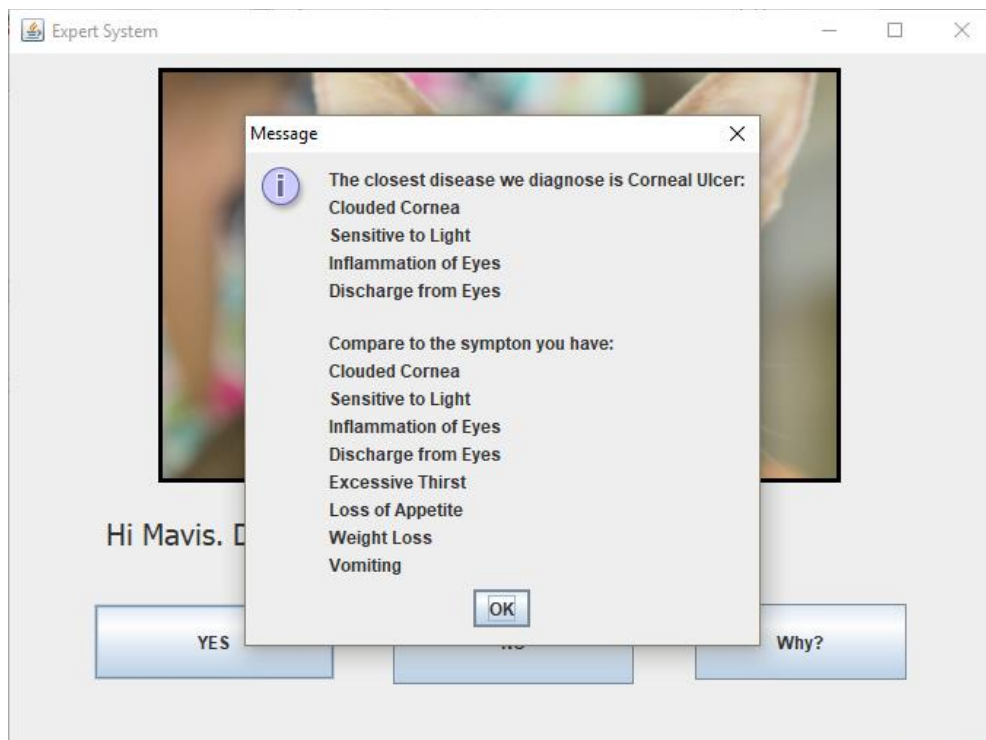 Expert System
Message
The closest disease we diagnose is Corneal Ulcer:
Clouded Cornea
Sensitive to Light
Inflammation of Eyes
Discharge from Eyes
Compare to the sympton you have:
Clouded Cornea
Sensitive to Light
Inflammation of Eyes
Discharge from Eyes
Excessive Thirst
Loss of Appetite
Weight Loss
Vomiting
OK
Hi Mavis.
YES
Why?